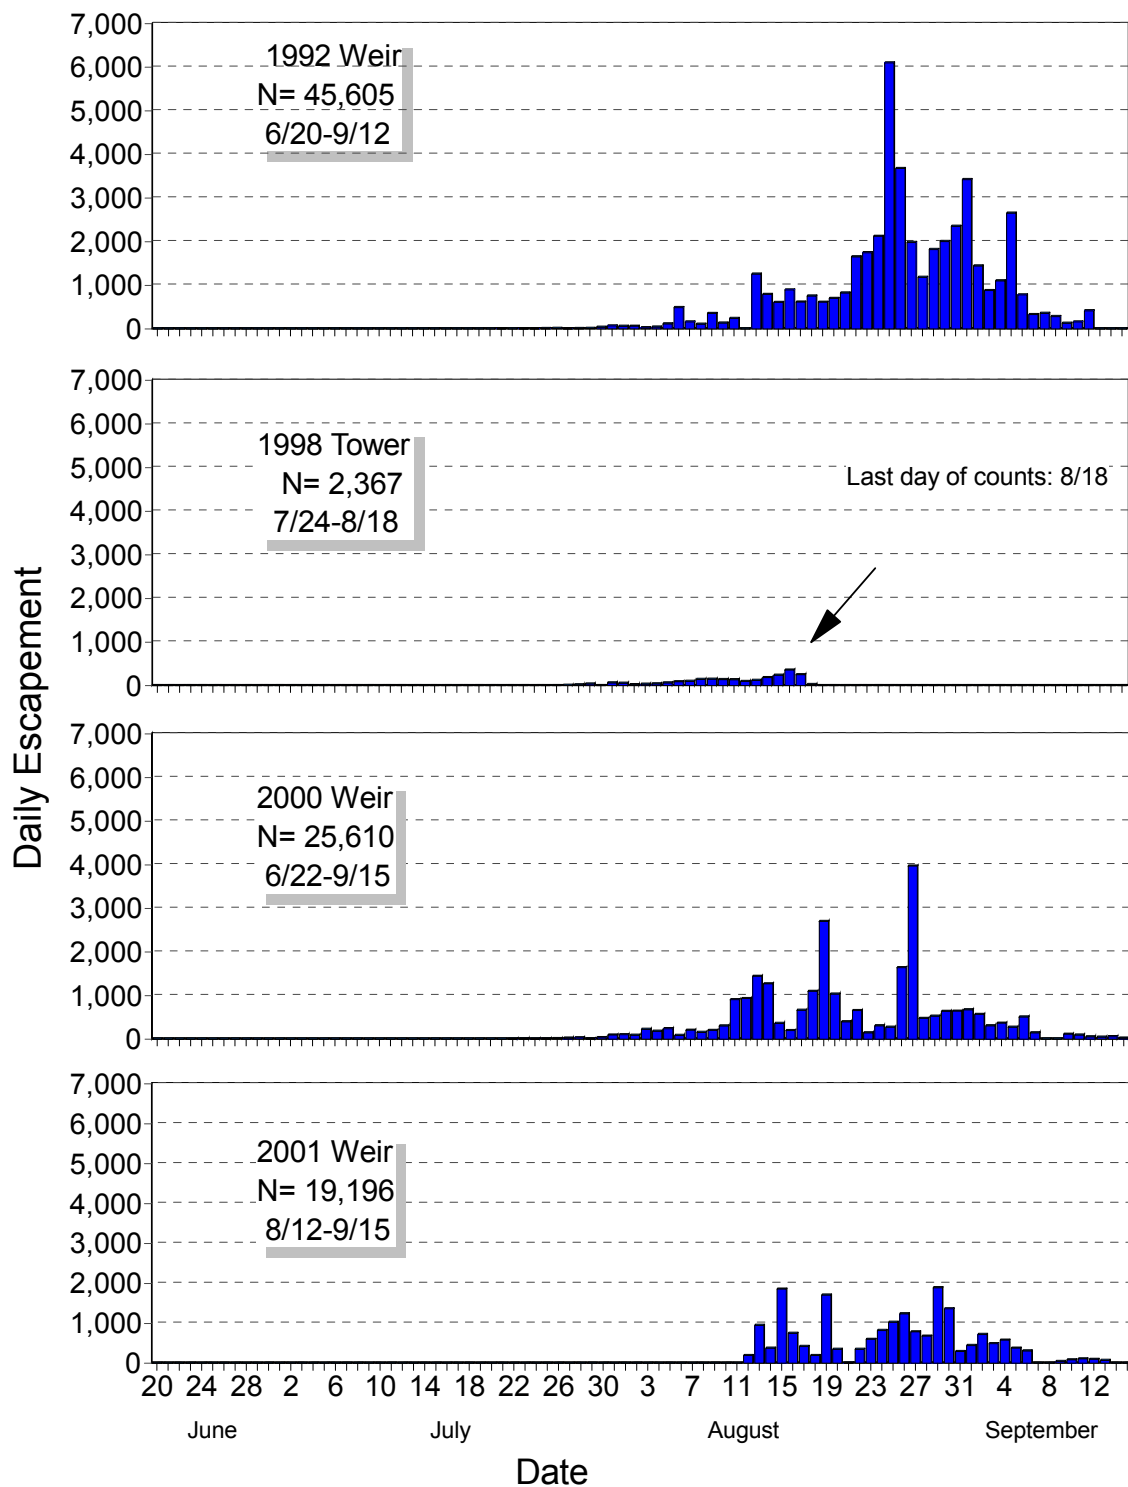 Daily Escapement
7,000
6,000
5,000
4,000
3,000
2,000
1,000
0
1992 Weir
N= 45,605
6/20-9/12
7,000
6,000
5,000
4,000
3,000
2,000
1,000
0
1998 Tower
N= 2,367
7/24-8/18
Last day of counts: 8/18
7,000
6,000
5,000
4,000
3,000
2,000
1,000
0
2000 Weir
N= 25,610
6/22-9/15
7,000
6,000
5,000
4,000
3,000
2,000
1,000
0
2001 Weir
N= 19,196
8/12-9/15
20 24 28 2 6 10 14 18 22 26 30 3 7 11 15 19 23 27 31 4 8 12
June July August September
Date